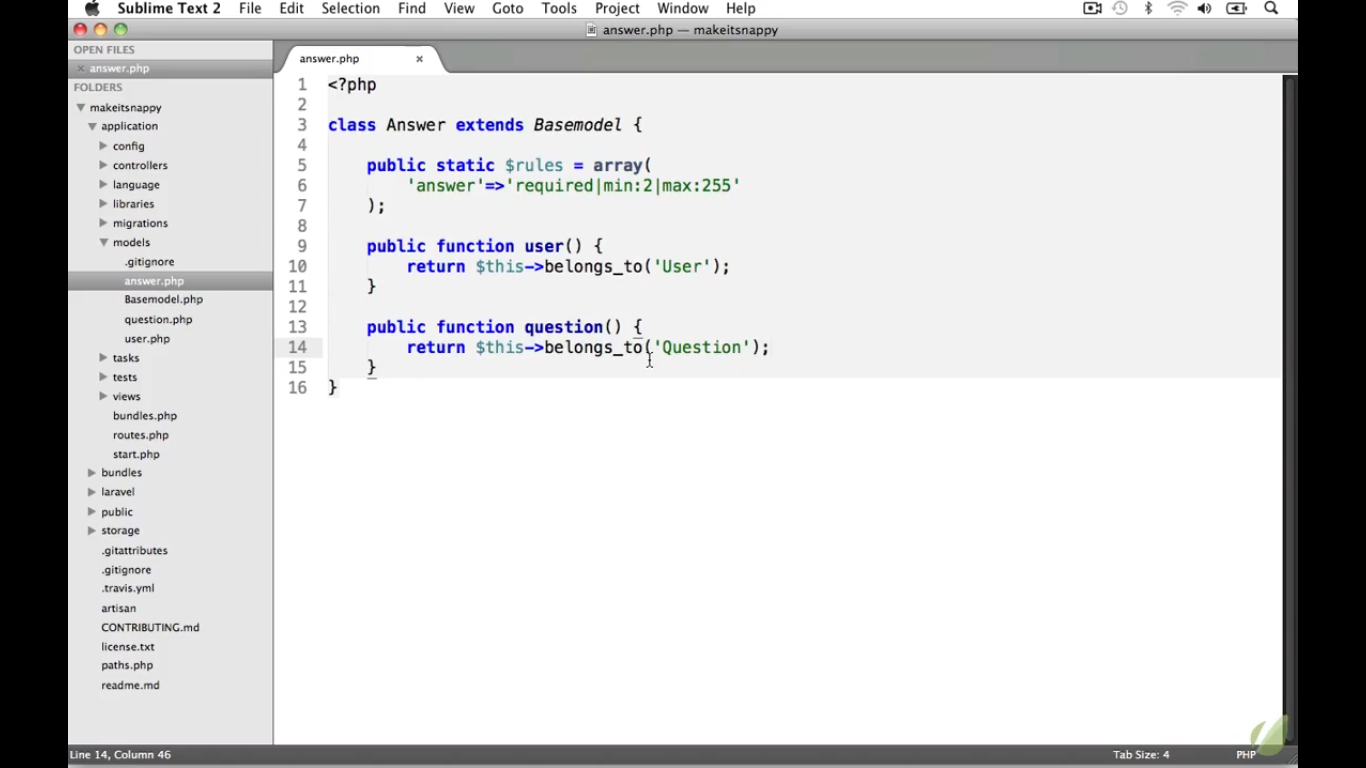 Sublime Text 2 File Edit Selection Find View Goto Tools Project Window Help
answer.php — makeitsnappy
OPEN FILES
answer.php
FOLDERS
makeitsnappy
application
config
controllers
language
libraries
migrations
models
.gitignore
answer.php
Basemodel.php
question.php
user.php
tasks
tests
views
bundles.php
routes.php
start.php
bundles
laravel
public
storage
.gitattributes
.gitignore
.travis.yml
artisan
CONTRIBUTING.md
license.txt
paths.php
readme.md
answer.php
1 <?php
2
3 class Answer extends Basemodel {
4
5 public static $rules = array(
6 'answer'=>'required|min:2|max:255'
7 );
8
9 public function user() {
10 return $this->belongs_to('User');
11 }
12
13 public function question() {
14 return $this->belongs_to('Question');
15 }
16 }
Line 14, Column 46 Tab Size: 4 PHP